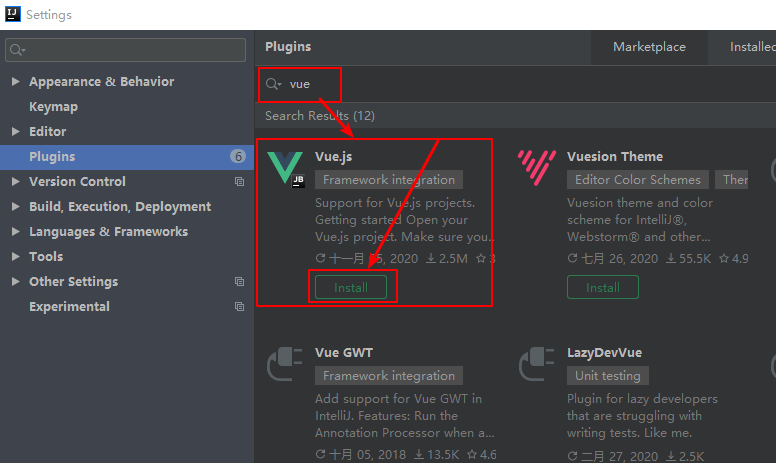 Settings
Plugins
Marketplace
Installed
vue
Appearance & Behavior
Keymap
Editor
Plugins 6
Version Control
Build, Execution, Deployment
Languages & Frameworks
Tools
Other Settings
Experimental
Search Results (12)
Vue.js
Framework integration
Support for Vue.js projects.
Getting started Open your
Vue.js project. Make sure you...
十一月 05, 2020 2.5M 3
Install
Vuesion Theme
Editor Color Schemes Them
Vuesion theme and color
scheme for IntelliJ®,
Webstorm® and other...
七月 26, 2020 55.5K 4.9
Install
Vue GWT
Framework integration
Add support for Vue GWT in
IntelliJ. Features: Run the
Annotation Processor when a...
十月 05, 2018 13.5K 4.6
LazyDevVue
Unit testing
Plugin for lazy developers
that are struggling with
writing tests. Like me.
二月 27, 2020 2.5K